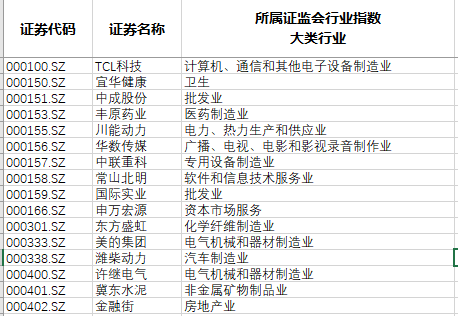 证券代码 证券名称 所属证监会行业指数
大类行业
000100.SZ TCL科技 计算机、通信和其他电子设备制造业
000150.SZ 宜华健康 卫生
000151.SZ 中成股份 批发业
000153.SZ 丰原药业 医药制造业
000155.SZ 川能动力 电力、热力生产和供应业
000156.SZ 华数传媒 广播、电视、电影和影视录音制作业
000157.SZ 中联重科 专用设备制造业
000158.SZ 常山北明 软件和信息技术服务业
000159.SZ 国际实业 批发业
000166.SZ 申万宏源 资本市场服务
000301.SZ 东方盛虹 化学纤维制造业
000333.SZ 美的集团 电气机械和器材制造业
000338.SZ 潍柴动力 汽车制造业
000400.SZ 许继电气 电气机械和器材制造业
000401.SZ 冀东水泥 非金属矿物制品业
000402.SZ 金融街 房地产业